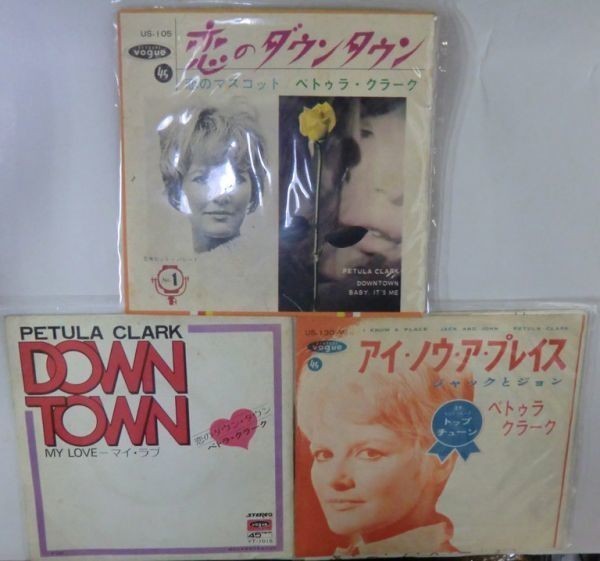 US-105
恋のダウンタウン
vogue
45
恋のマスコット ペトゥラ・クラーク
No.1
PETULA CLARK
DOWNTOWN
BABY, IT'S ME
PETULA CLARK
DOWN
TOWN
MY LOVE—マイ・ラブ
恋のダウン・タウン
ペトラ・クラーク
STEREO
vogue
45
I KNOW A PLACE JACK AND JOHN PETULA CLARK
vogue
45
アイ・ノウ・ア・プレイス
ジャックとジョン
トップ
チューン
ペトゥラ
クラーク